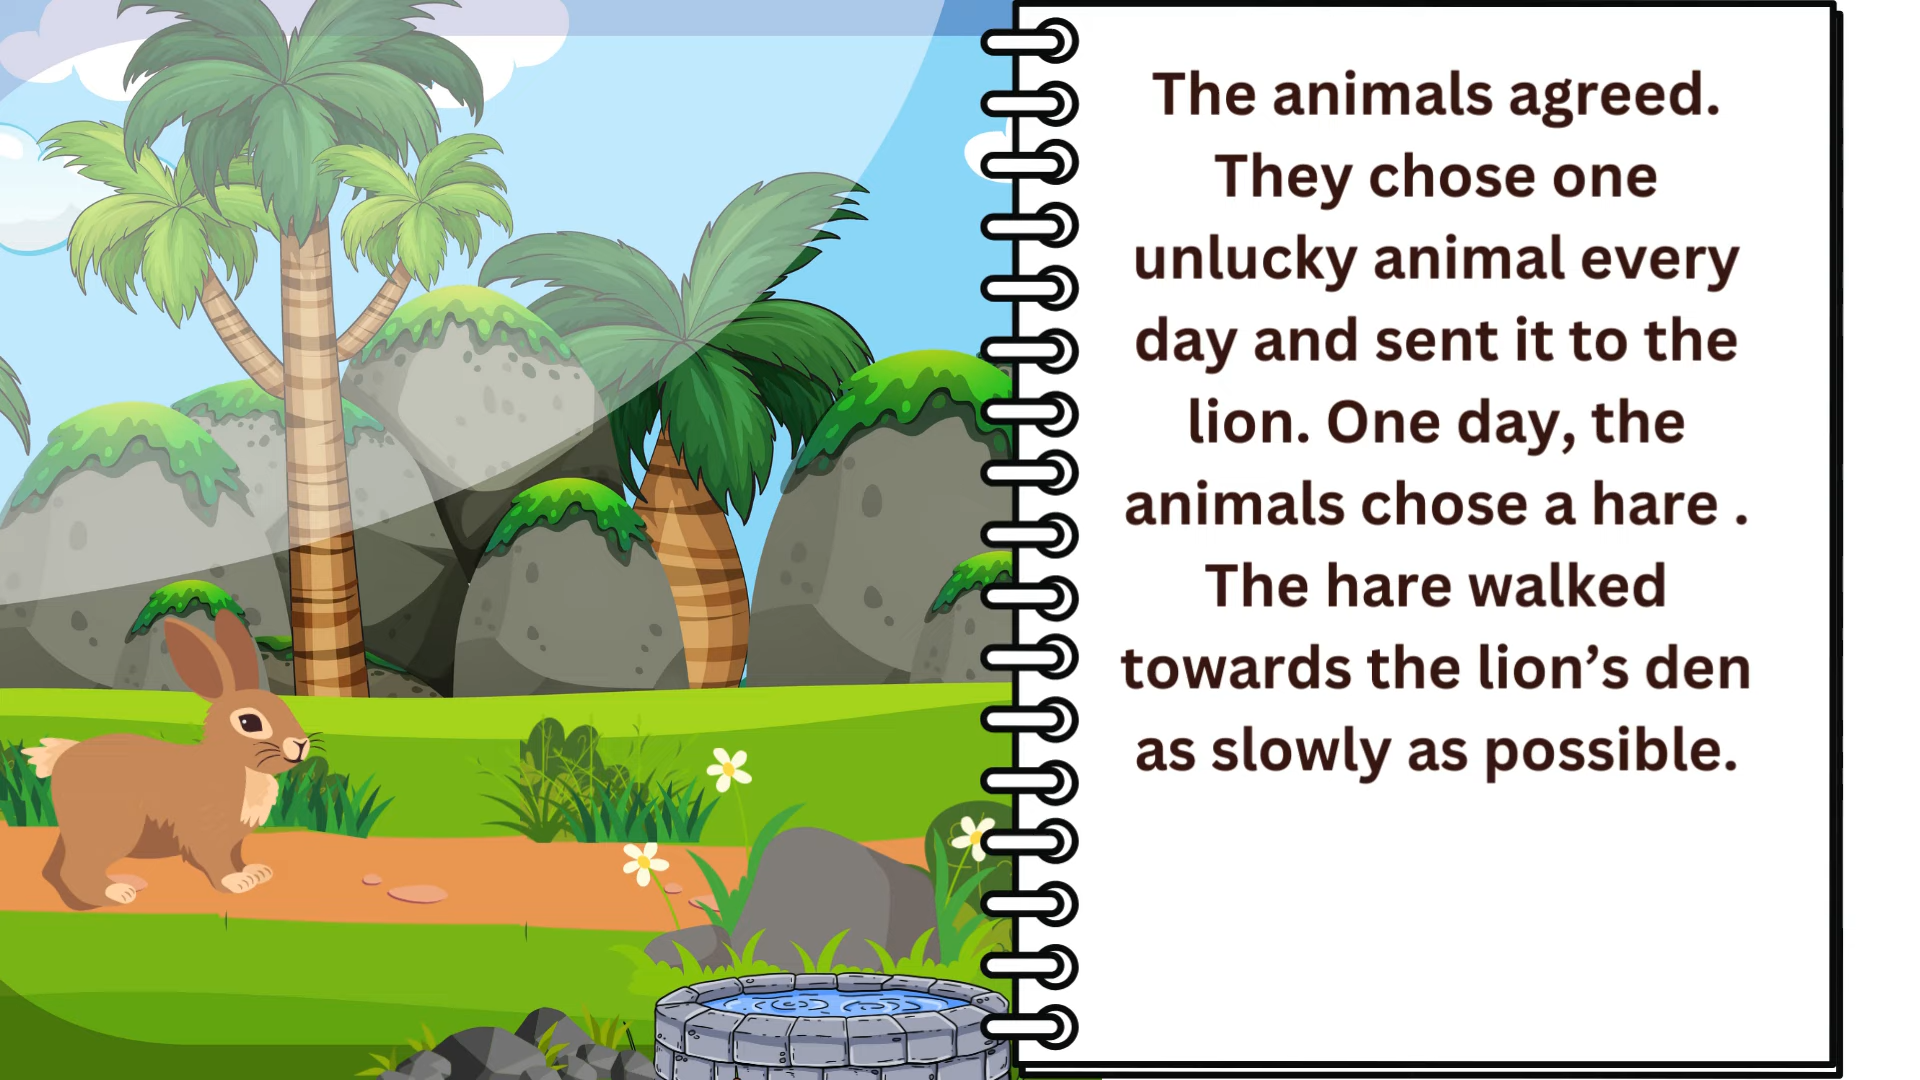 The animals agreed.
They chose one
unlucky animal every
day and sent it to the
lion. One day, the
animals chose a hare .
The hare walked
towards the lion’s den
as slowly as possible.